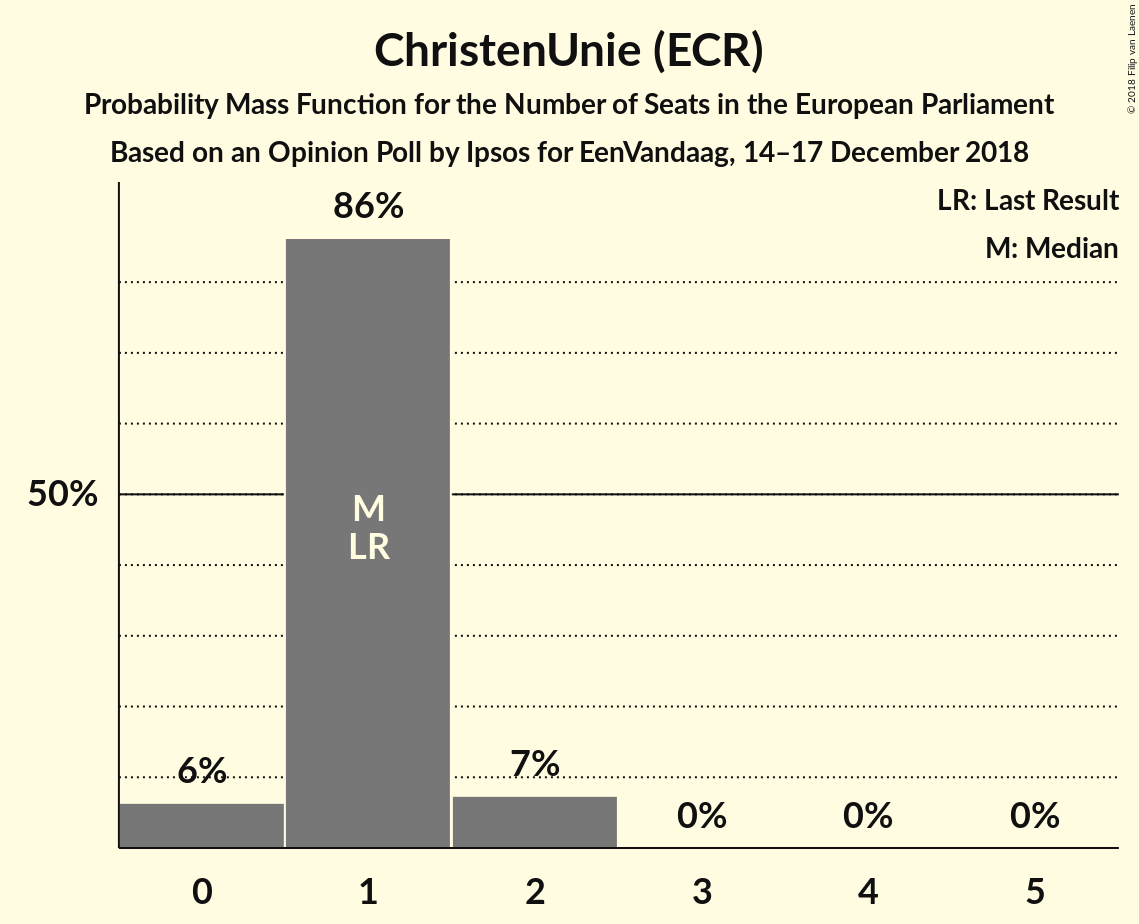 ChristenUnie (ECR)
Probability Mass Function for the Number of Seats in the European Parliament
Based on an Opinion Poll by Ipsos for EenVandaag, 14–17 December 2018
© 2018 Filip van Laenen
LR: Last Result
M: Median
86%
50%
M
LR
6%
7%
0%
0%
0%
0
1
2
3
4
5